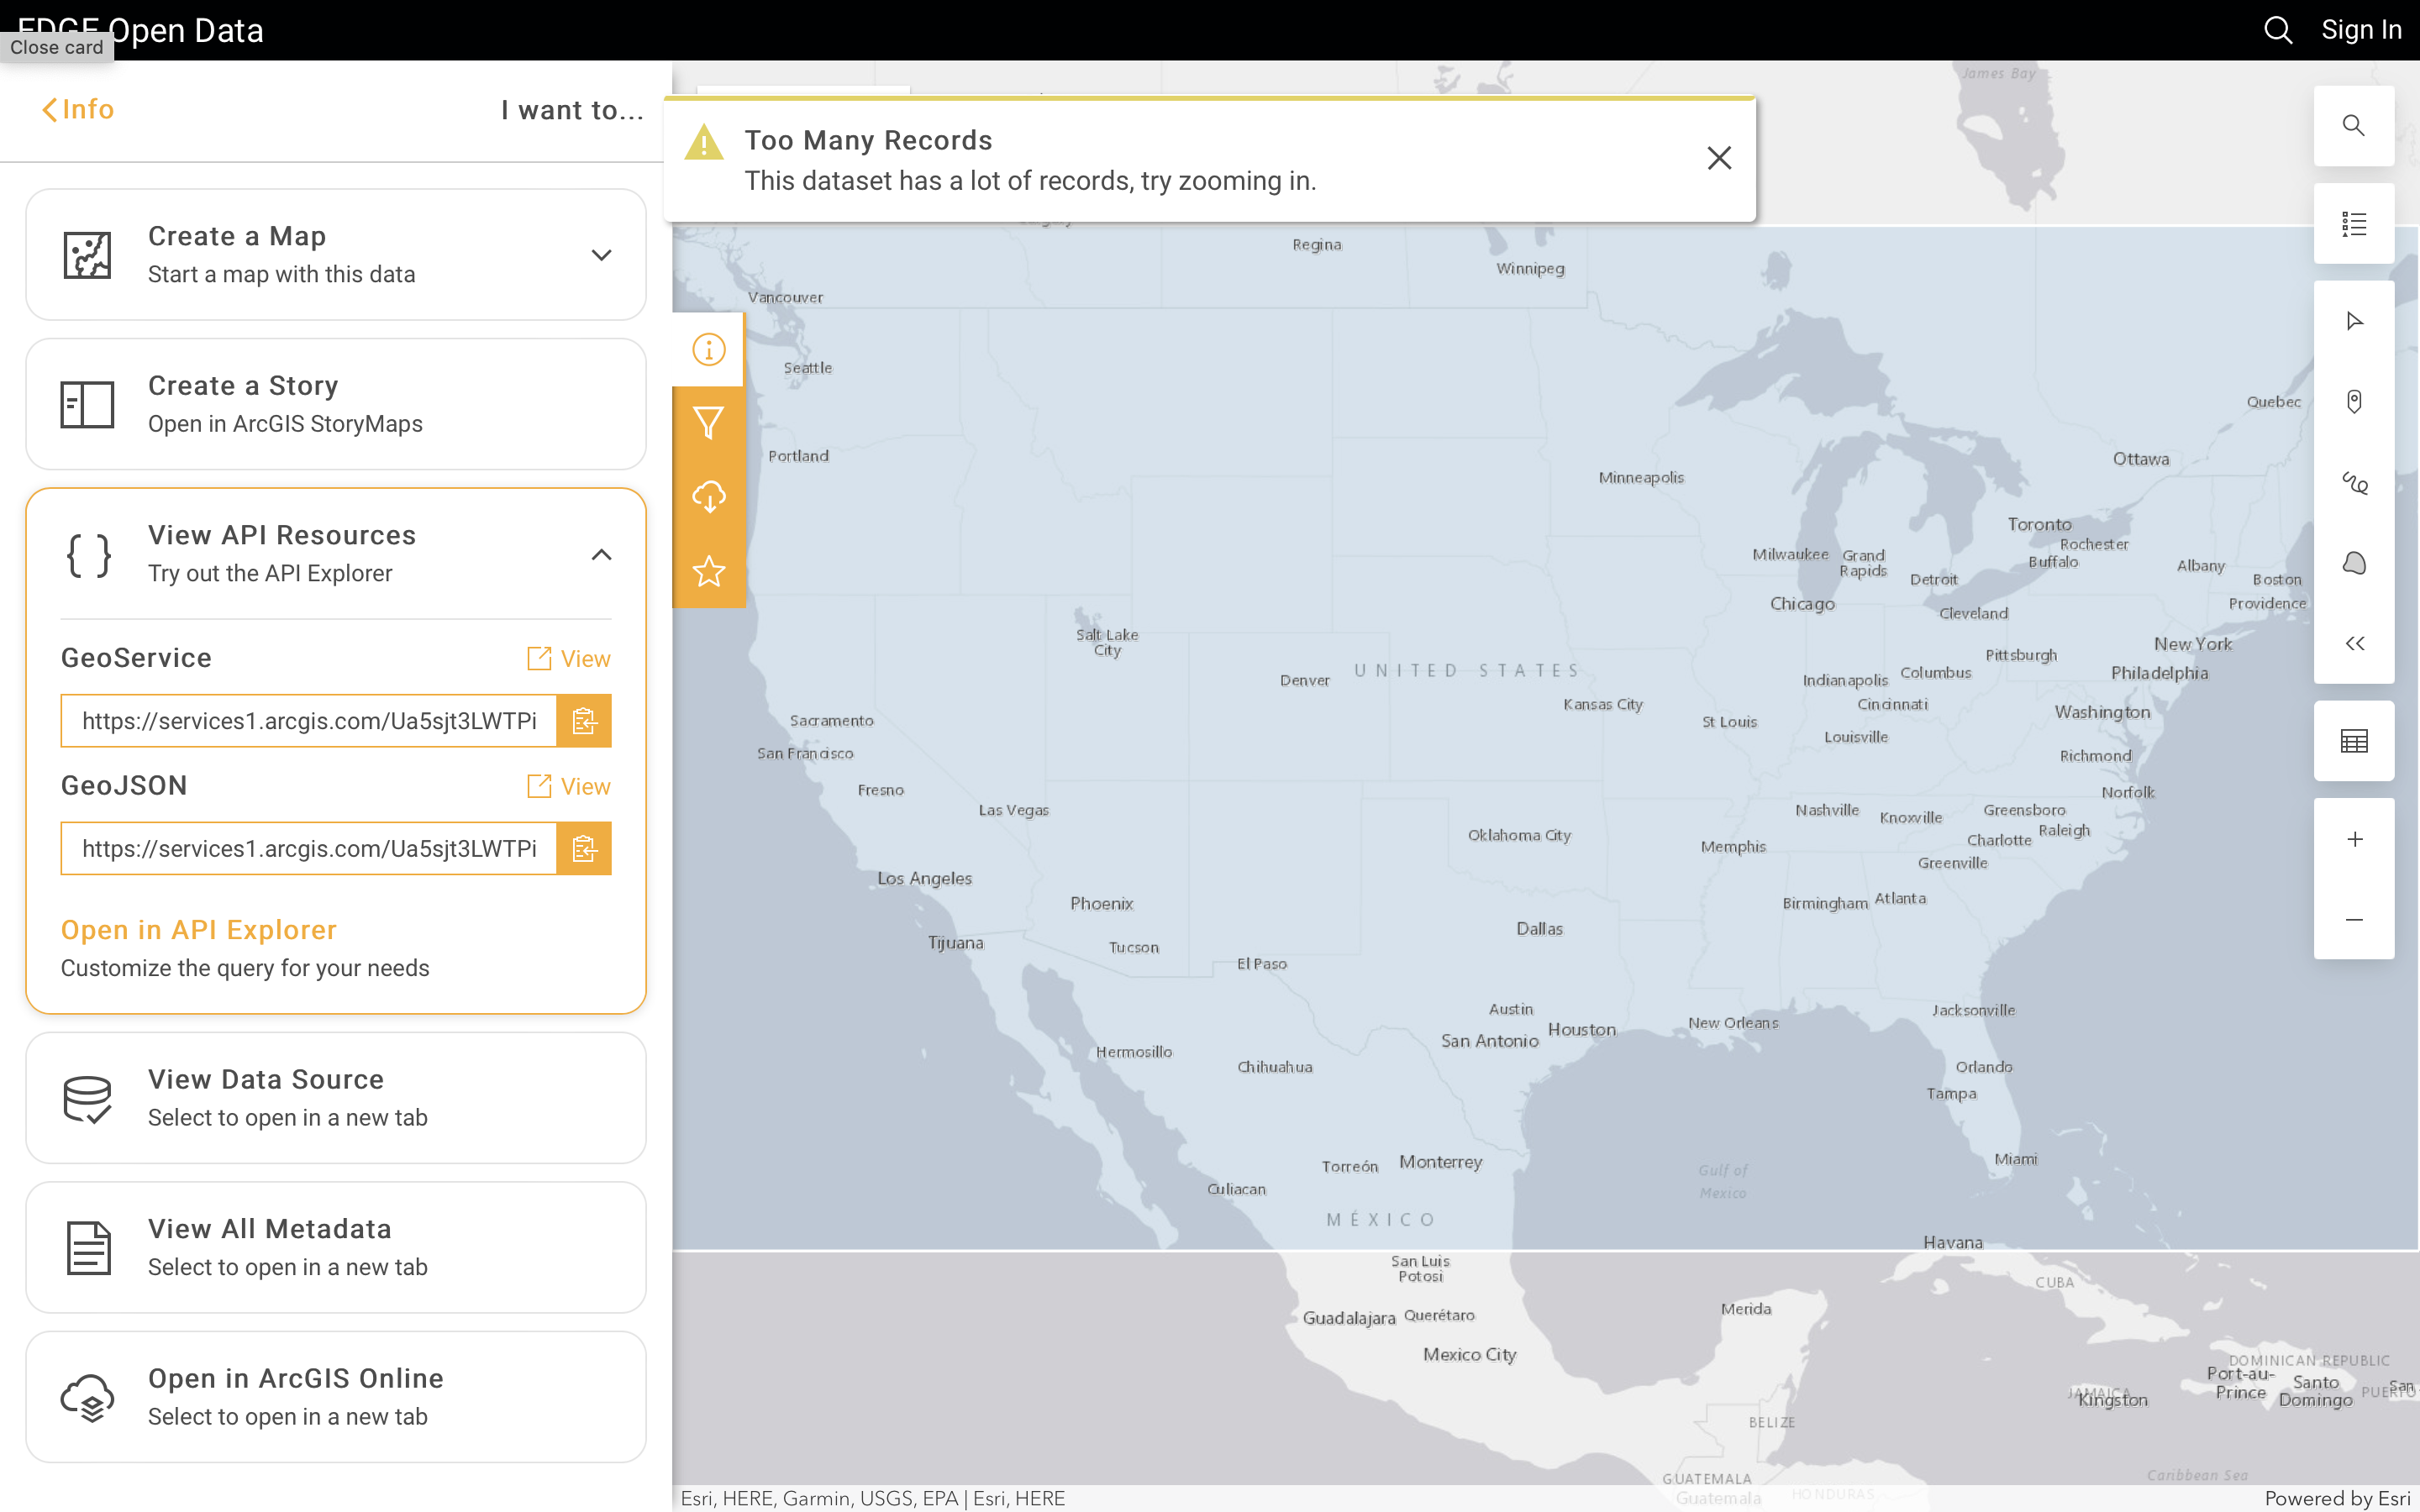 EDGE Open Data
Sign In
Close card
Info
I want to...
Too Many Records
This dataset has a lot of records, try zooming in.
Create a Map
Start a map with this data
Create a Story
Open in ArcGIS StoryMaps
View API Resources
Try out the API Explorer
GeoService
View
https://services1.arcgis.com/Ua5sjt3LWTPi
GeoJSON
View
https://services1.arcgis.com/Ua5sjt3LWTPi
Open in API Explorer
Customize the query for your needs
View Data Source
Select to open in a new tab
View All Metadata
Select to open in a new tab
Open in ArcGIS Online
Select to open in a new tab
James Bay
Regina
Winnipeg
Vancouver
Seattle
Quebec
Portland
Ottawa
Minneapolis
Toronto
Rochester
Milwaukee
Grand
Rapids
Buffalo
Albany
Detroit
Boston
Chicago
Cleveland
Providence
Salt Lake
City
New York
Pittsburgh
UNITED STATES
Denver
Indianapolis
Columbus
Philadelphia
Kansas City
Cincinnati
Washington
Sacramento
St Louis
Louisville
San Francisco
Richmond
Fresno
Norfolk
Las Vegas
Nashville
Knoxville
Greensboro
Raleigh
Oklahoma City
Charlotte
Memphis
Greenville
Los Angeles
Phoenix
Birmingham
Atlanta
Dallas
Tijuana
Tucson
El Paso
Austin
Jacksonville
Houston
New Orleans
San Antonio
Hermosillo
Chihuahua
Orlando
Tampa
Torreón
Monterrey
Miami
Gulf of
Mexico
Culiacan
MÉXICO
Havana
San Luis
Potosi
CUBA
Guadalajara
Querétaro
Merida
Mexico City
DOMINICAN REPUBLIC
Port-au-
Prince
Santo
Domingo
San
PUERTO
JAMAICA
Kingston
BELIZE
GUATEMALA
Guatemala
HONDURAS
Caribbean Sea
Esri, HERE, Garmin, USGS, EPA | Esri, HERE
Powered by Esri